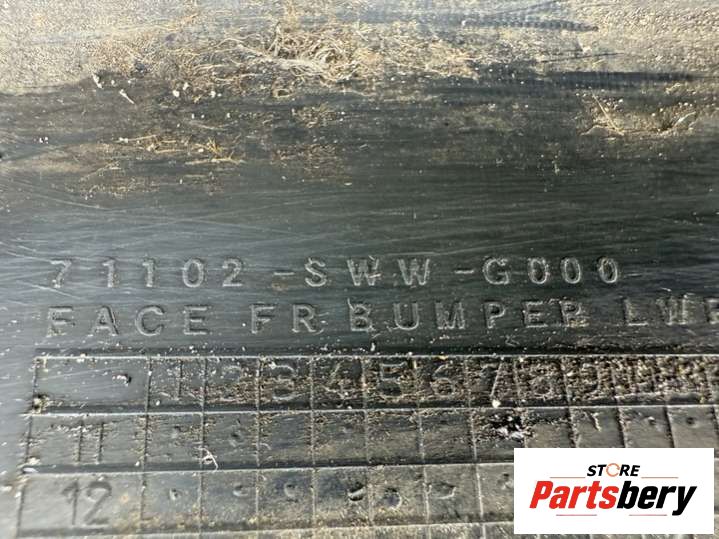 71102-SWW-G000
FACE FR BUMPER LWR
1 2 3 4 5 6 7 8 9
11
12
STORE
Partsbery